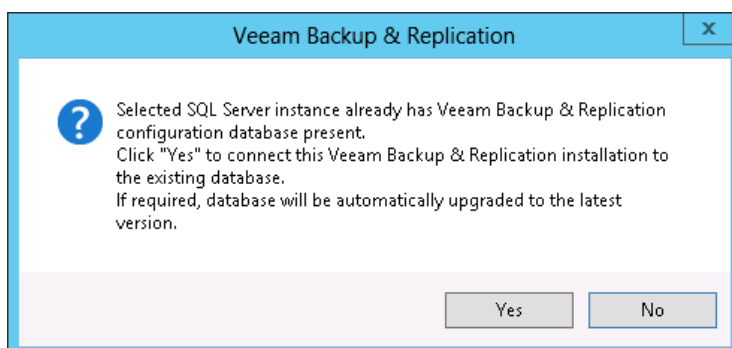 Veeam Backup & Replication
x
?
Selected SQL Server instance already has Veeam Backup & Replication
configuration database present.
Click "Yes" to connect this Veeam Backup & Replication installation to
the existing database.
If required, database will be automatically upgraded to the latest
version.
Yes
No